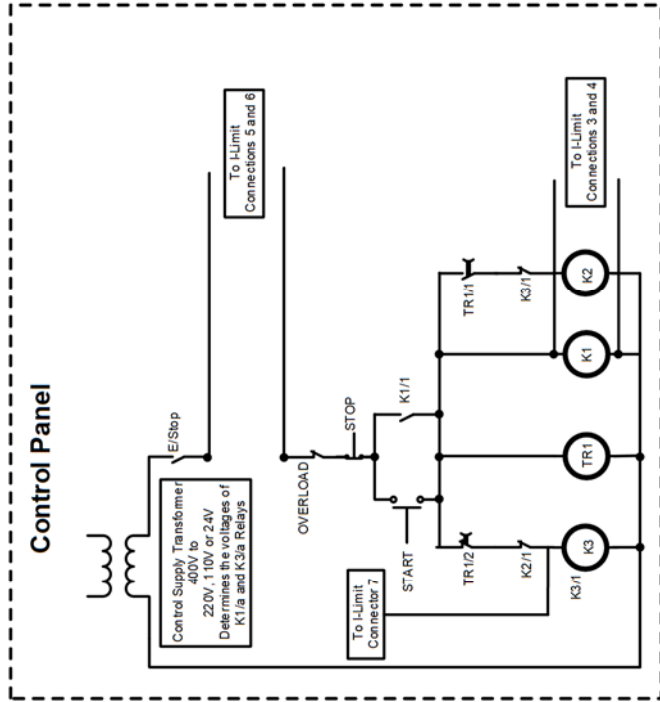 Control Panel
E/Stop
Control Supply Transformer
400V to
220V, 110V or 24V
Determines the voltages of
K1/a and K3/a Relays
To I-Limit
Connections 5 and 6
OVERLOAD
STOP
K1/1
START
To I-Limit
Connector 7
TR1/2
K2/1
K3/1
K3
TR1
K1
TR1/1
K3/1
K2
To I-Limit
Connections 3 and 4